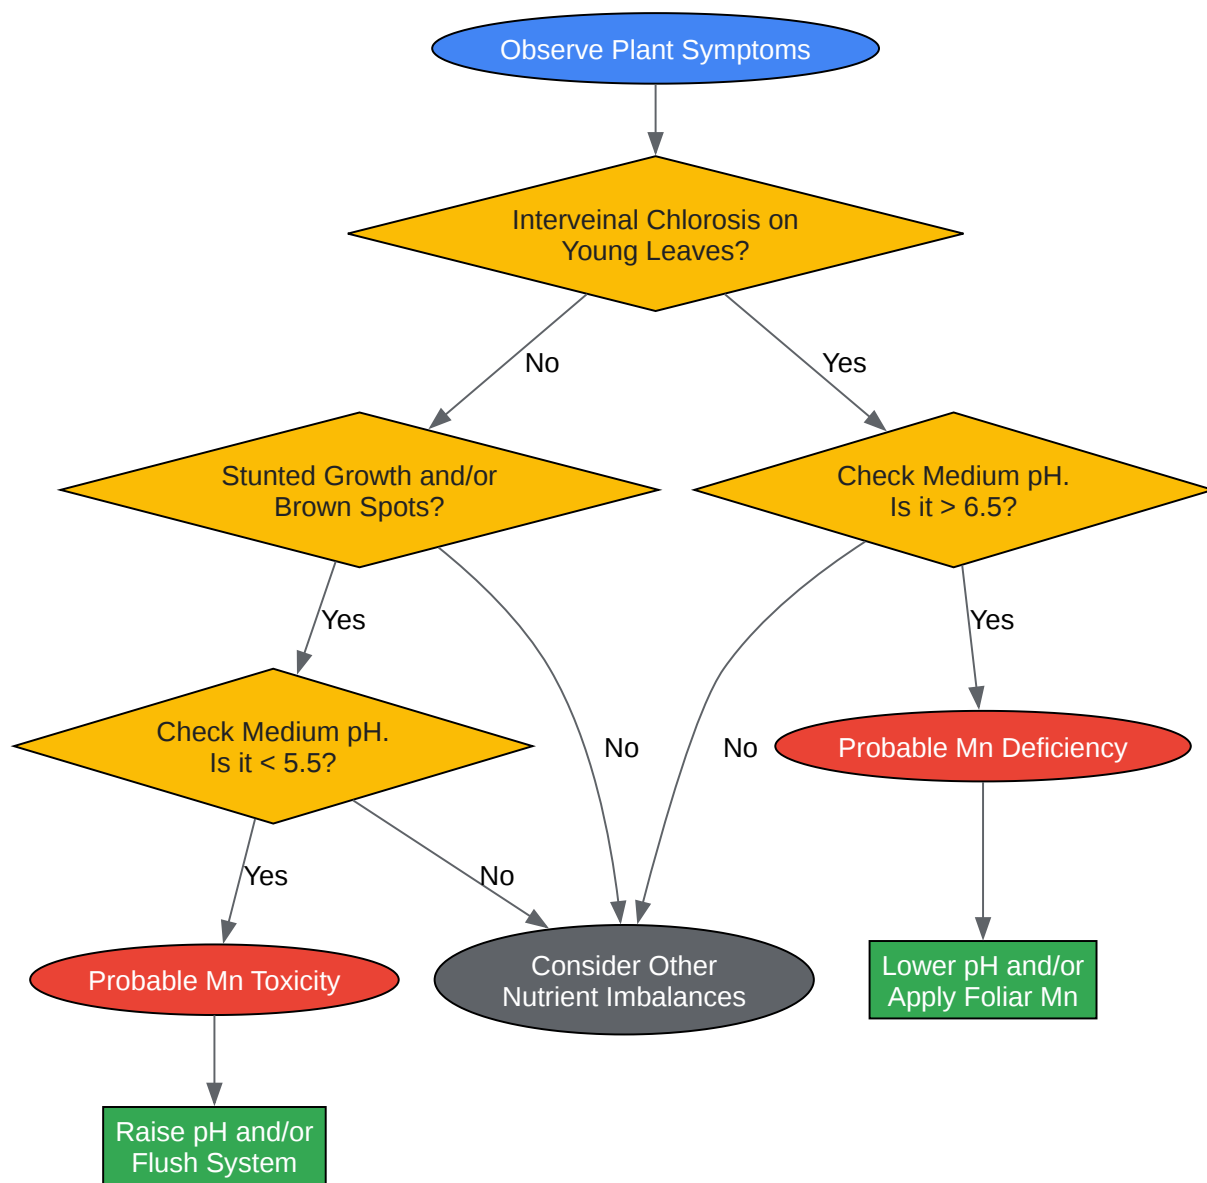 Observe Plant Symptoms
Interveinal Chlorosis on
Young Leaves?
No
Yes
Stunted Growth and/or
Brown Spots?
Check Medium pH.
Is it > 6.5?
Yes
Yes
Check Medium pH.
Is it < 5.5?
No
No
Probable Mn Deficiency
Yes
No
Probable Mn Toxicity
Consider Other
Nutrient Imbalances
Lower pH and/or
Apply Foliar Mn
Raise pH and/or
Flush System